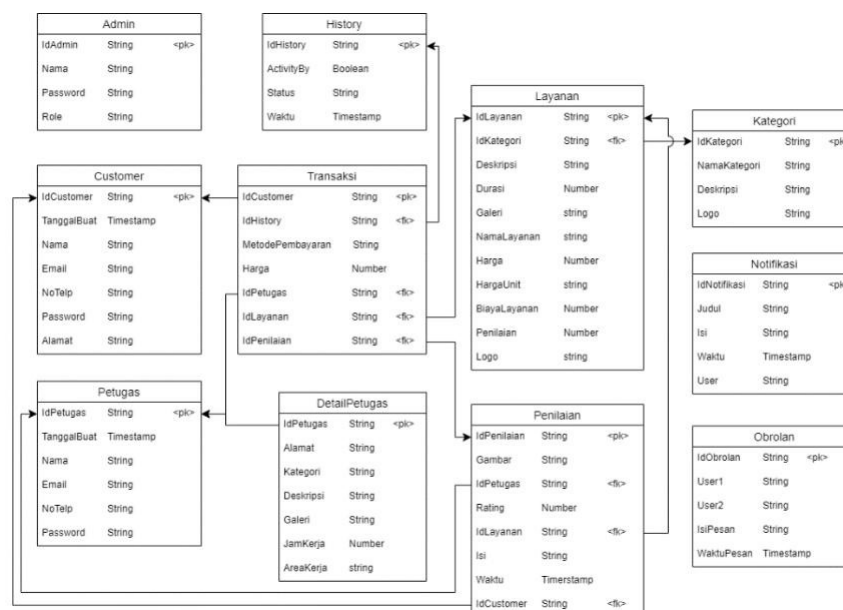 Admin
IdAdmin String <pk>
Nama String
Password String
Role String
History
IdHistory String <pk>
ActivityBy Boolean
Status String
Waktu Timestamp
Layanan
IdLayanan String <pk>
IdKategori String <fk>
Deskripsi String
Durasi Number
Galeri string
NamaLayanan string
Harga Number
HargaUnit string
BiayaLayanan Number
Penilaian Number
Logo string
Kategori
IdKategori String <pk
NamaKategori String
Deskripsi String
Logo String
Customer
IdCustomer String <pk>
TanggalBuat Timestamp
Nama String
Email String
NoTelp String
Password String
Alamat String
Transaksi
IdCustomer String <pk>
IdHistory String <fk>
MetodePembayaran String
Harga Number
IdPetugas String <fk>
IdLayanan String <fk>
IdPenilaian String <fk>
Notifikasi
IdNotifikasi String <pk
Judul String
Isi String
Waktu Timestamp
User String
Petugas
IdPetugas String <pk>
TanggalBuat Timestamp
Nama String
Email String
NoTelp String
Password String
DetailPetugas
IdPetugas String <pk>
Alamat String
Kategori String
Deskripsi String
Galeri String
JamKerja Number
AreaKerja string
Penilaian
IdPenilaian String <pk>
Gambar String
IdPetugas String <fk>
Rating Number
IdLayanan String <fk>
Isi String
Waktu Timerstamp
IdCustomer String <fk>
Obrolan
IdObrolan String <pk>
User1 String
User2 String
IsiPesan String
WaktuPesan Timestamp